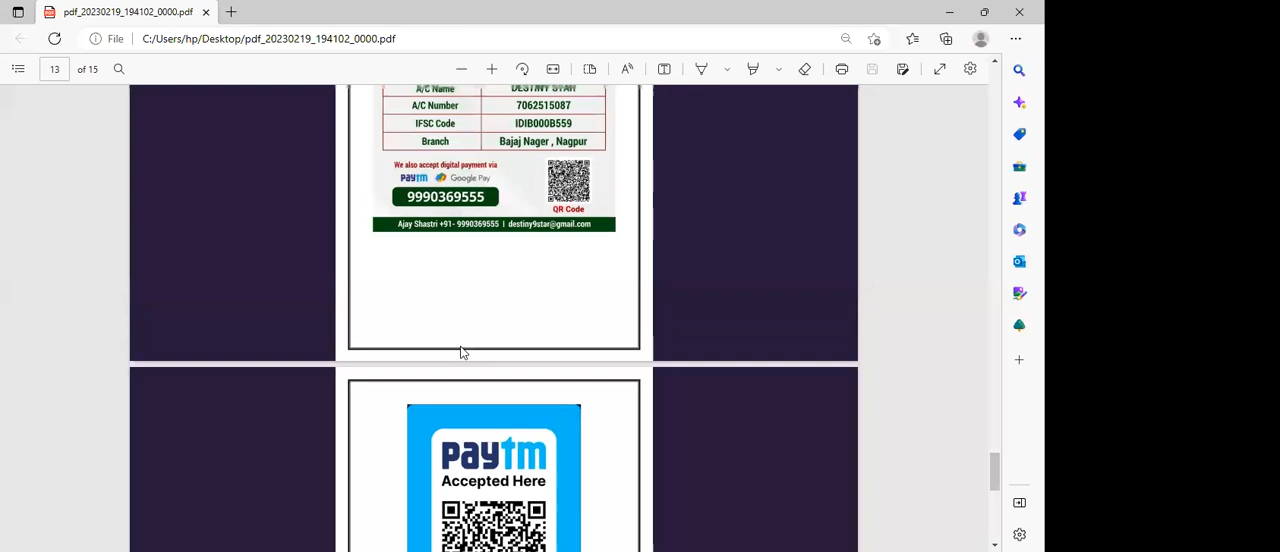 pdf_20230219_194102_0000.pdf
File
C:/Users/hp/Desktop/pdf_20230219_194102_0000.pdf
13 of 15
A/C Name DESTINY STAR
A/C Number 7062515087
IFSC Code IDIB000B559
Branch Bajaj Nager , Nagpur
We also accept digital payment via
paytm Google Pay
9990369555
QR Code
Ajay Shastri +91- 9990369555 | destiny9star@gmail.com
paytm
Accepted Here